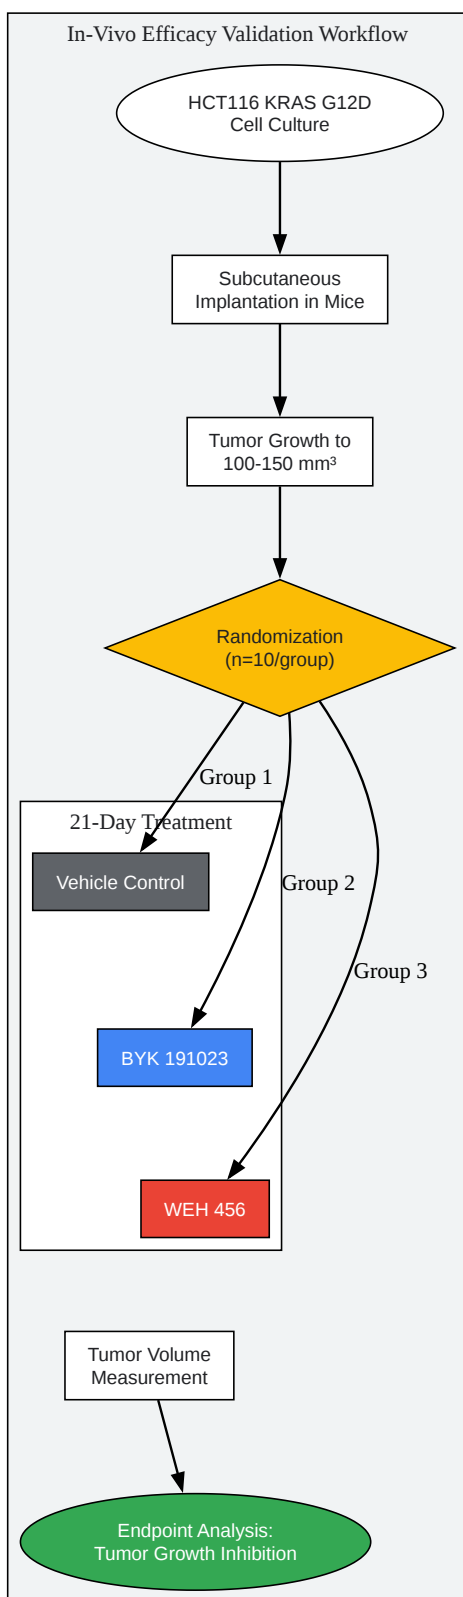 In-Vivo Efficacy Validation Workflow
HCT116 KRAS G12D
Cell Culture
Subcutaneous
Implantation in Mice
Tumor Growth to
100-150 mm³
Randomization
(n=10/group)
Group 1
21-Day Treatment
Vehicle Control
Group 2
Group 3
BYK 191023
WEH 456
Tumor Volume
Measurement
Endpoint Analysis:
Tumor Growth Inhibition